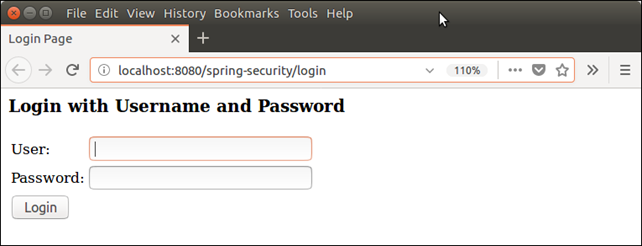 File Edit View History Bookmarks Tools Help
Login Page
localhost:8080/spring-security/login 110%
Login with Username and Password
User:
Password:
Login